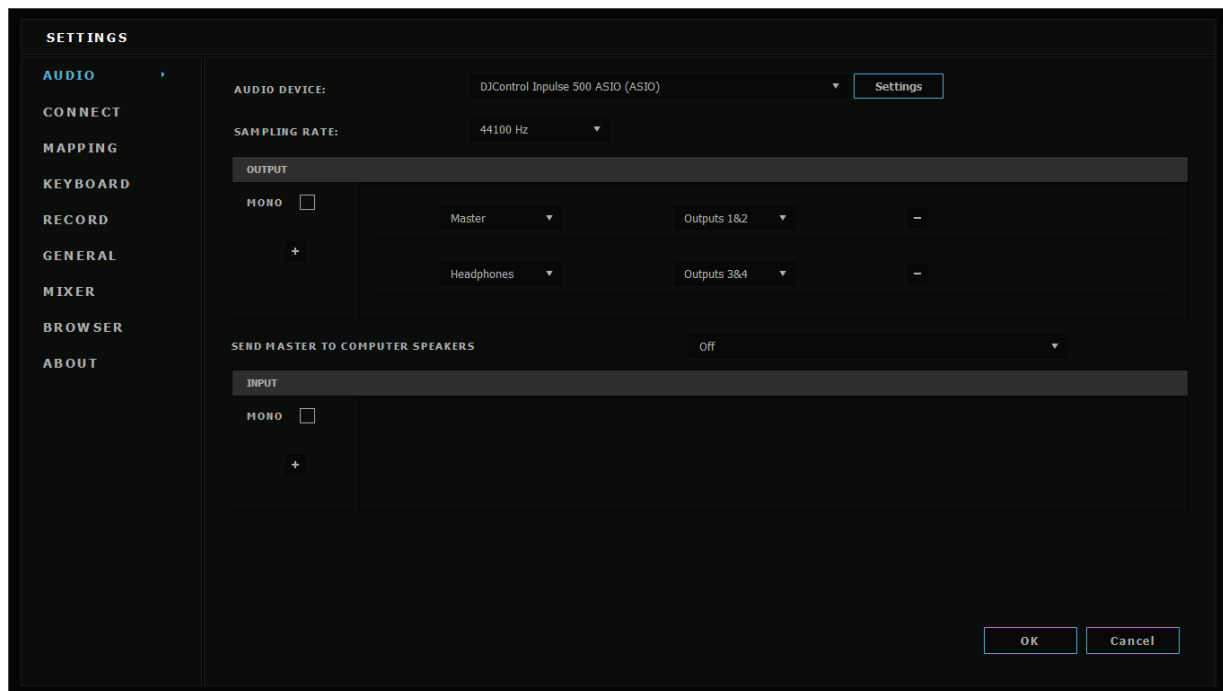 SETTINGS
AUDIO
CONNECT
MAPPING
KEYBOARD
RECORD
GENERAL
MIXER
BROWSER
ABOUT
AUDIO DEVICE: DJControl Inpulse 500 ASIO (ASIO) Settings
SAMPLING RATE: 44100 Hz
OUTPUT
MONO
Master Outputs 1&2 -
+
Headphones Outputs 3&4 -
SEND MASTER TO COMPUTER SPEAKERS Off
INPUT
MONO
+
OK Cancel